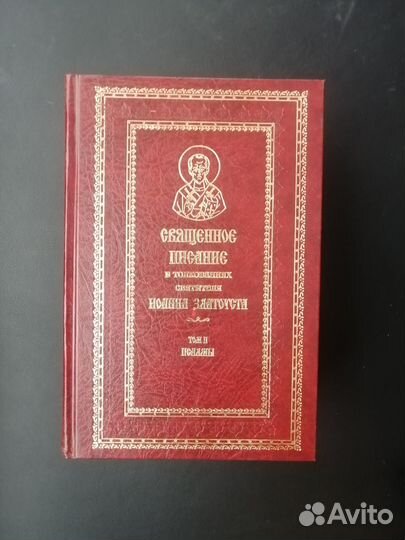 СВЯЩЕННОЕ
ПИСАНИЕ
В ТОЛКОВАНИЯХ
СВЯТИТЕЛЯ
ИОАННА ЗЛАТОУСТА
ТОМ II
ПСАЛМЫ
Avito